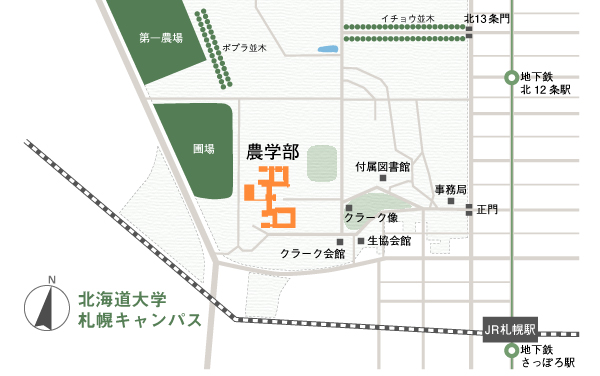 北13条門
イチョウ並木
第一農場
ポプラ並木
地下鉄
北12条駅
農学部
圃場
付属図書館
事務局
正門
クラーク像
生協会館
クラーク会館
N
北海道大学
札幌キャンパス
JR札幌駅
地下鉄
さっぽろ駅